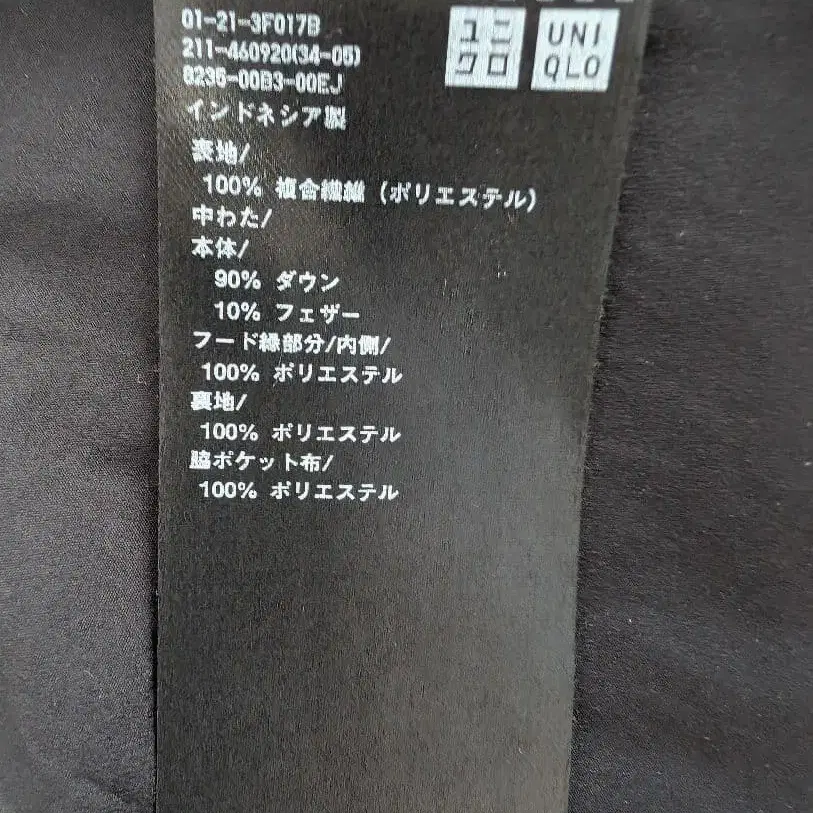 01-21-3F017B
211-460920(34-05)
8235-00B3-00EJ
ユニ
クロ
UNI
QLO
インドネシア製
表地/
100% 複合繊維（ポリエステル）
中わた/
本体/
90% ダウン
10% フェザー
フード縁部分/内側/
100% ポリエステル
裏地/
100% ポリエステル
脇ポケット布/
100% ポリエステル